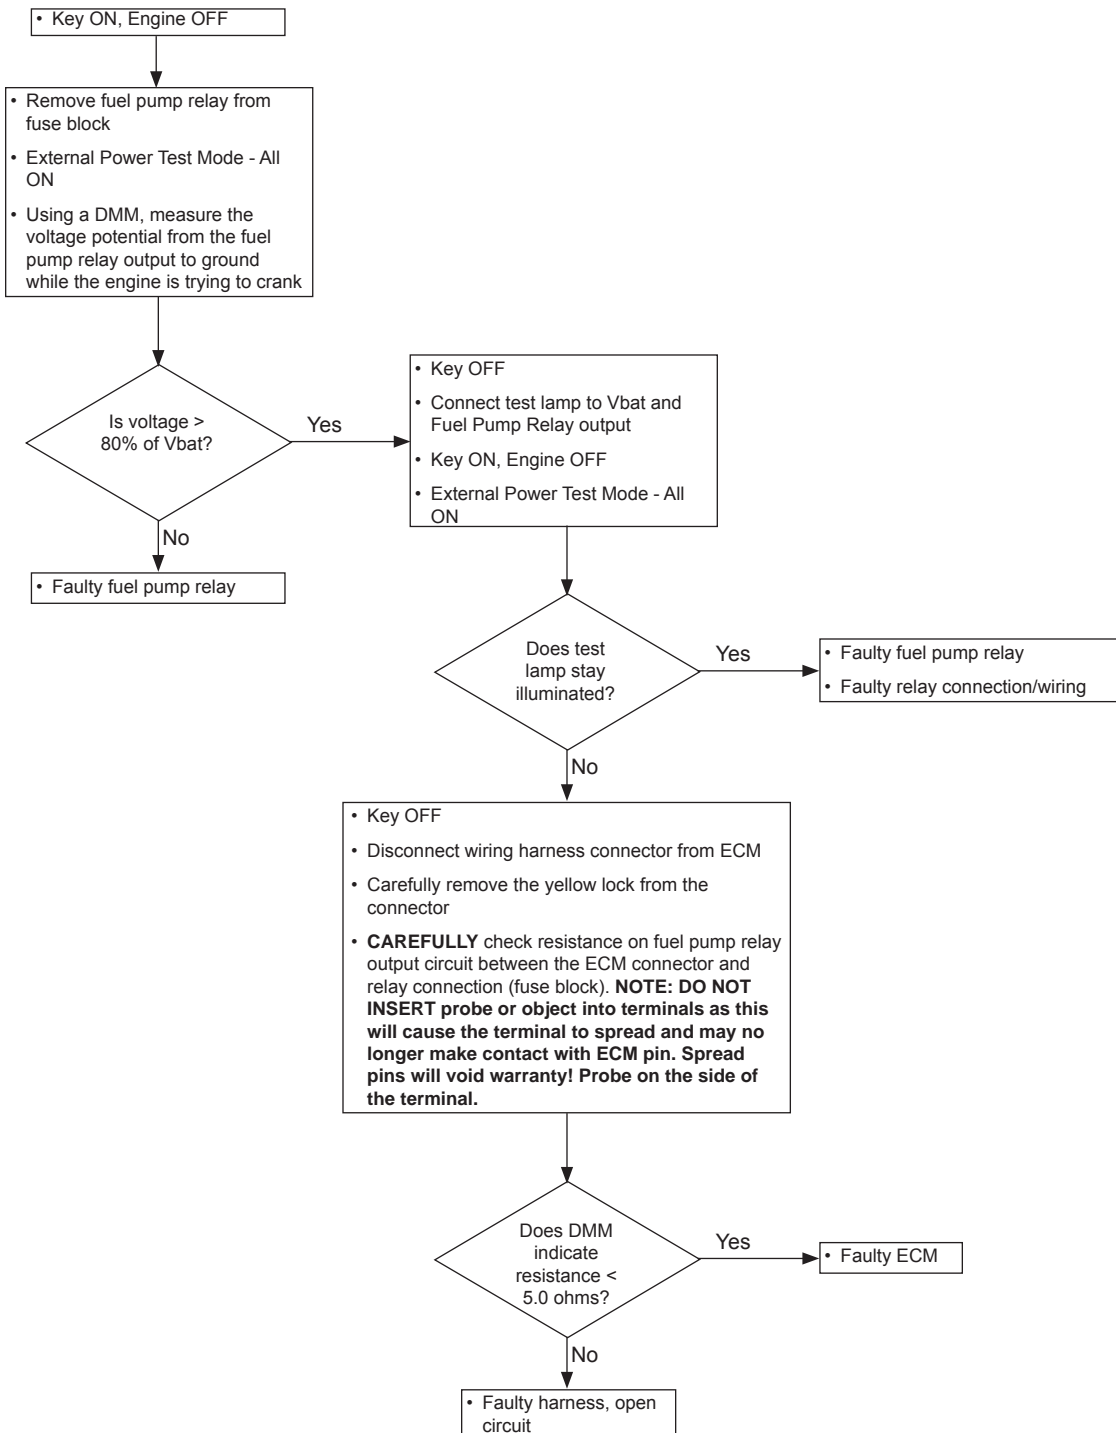 • Key ON, Engine OFF
• Remove fuel pump relay from
fuse block
• External Power Test Mode - All
ON
• Using a DMM, measure the
voltage potential from the fuel
pump relay output to ground
while the engine is trying to crank
Is voltage >
80% of Vbat?
Yes
No
• Faulty fuel pump relay
• Key OFF
• Connect test lamp to Vbat and
Fuel Pump Relay output
• Key ON, Engine OFF
• External Power Test Mode - All
ON
Does test
lamp stay
illuminated?
Yes
• Faulty fuel pump relay
• Faulty relay connection/wiring
No
• Key OFF
• Disconnect wiring harness connector from ECM
• Carefully remove the yellow lock from the
connector
• CAREFULLY check resistance on fuel pump relay
output circuit between the ECM connector and
relay connection (fuse block). NOTE: DO NOT
INSERT probe or object into terminals as this
will cause the terminal to spread and may no
longer make contact with ECM pin. Spread
pins will void warranty! Probe on the side of
the terminal.
Does DMM
indicate
resistance <
5.0 ohms?
Yes
• Faulty ECM
No
• Faulty harness, open
circuit